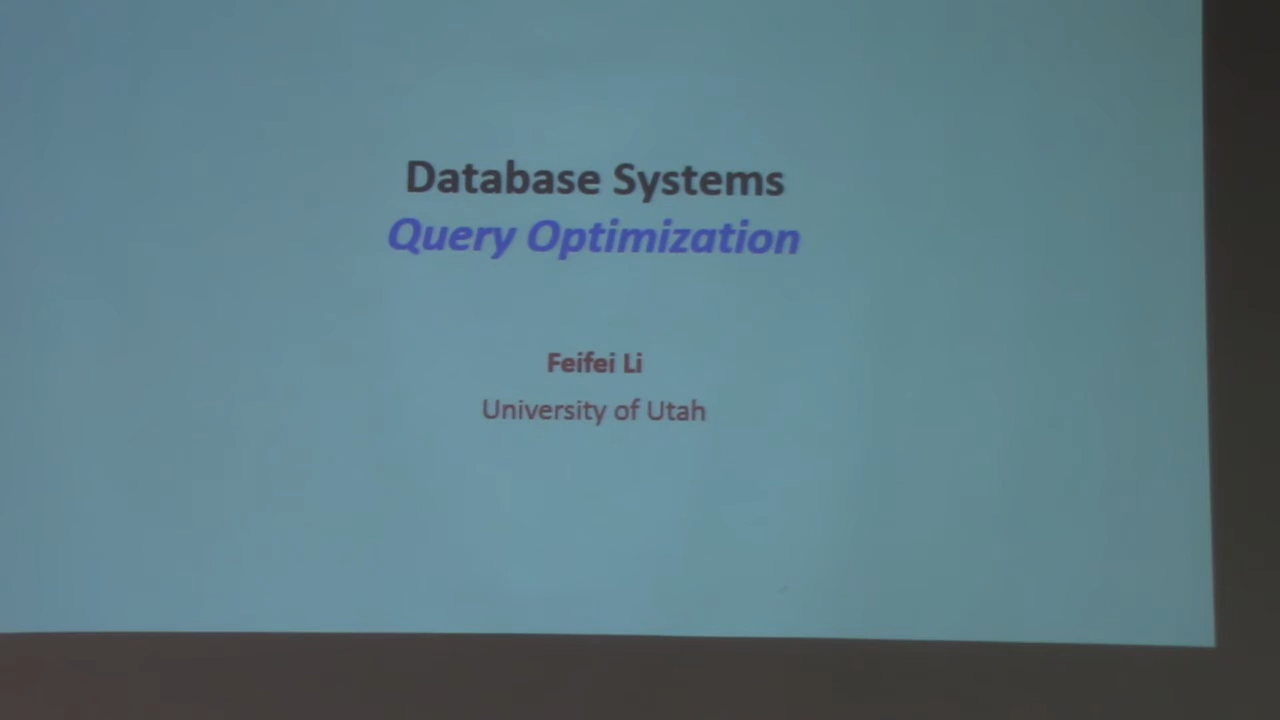 Database Systems
Query Optimization
Feifei Li
University of Utah